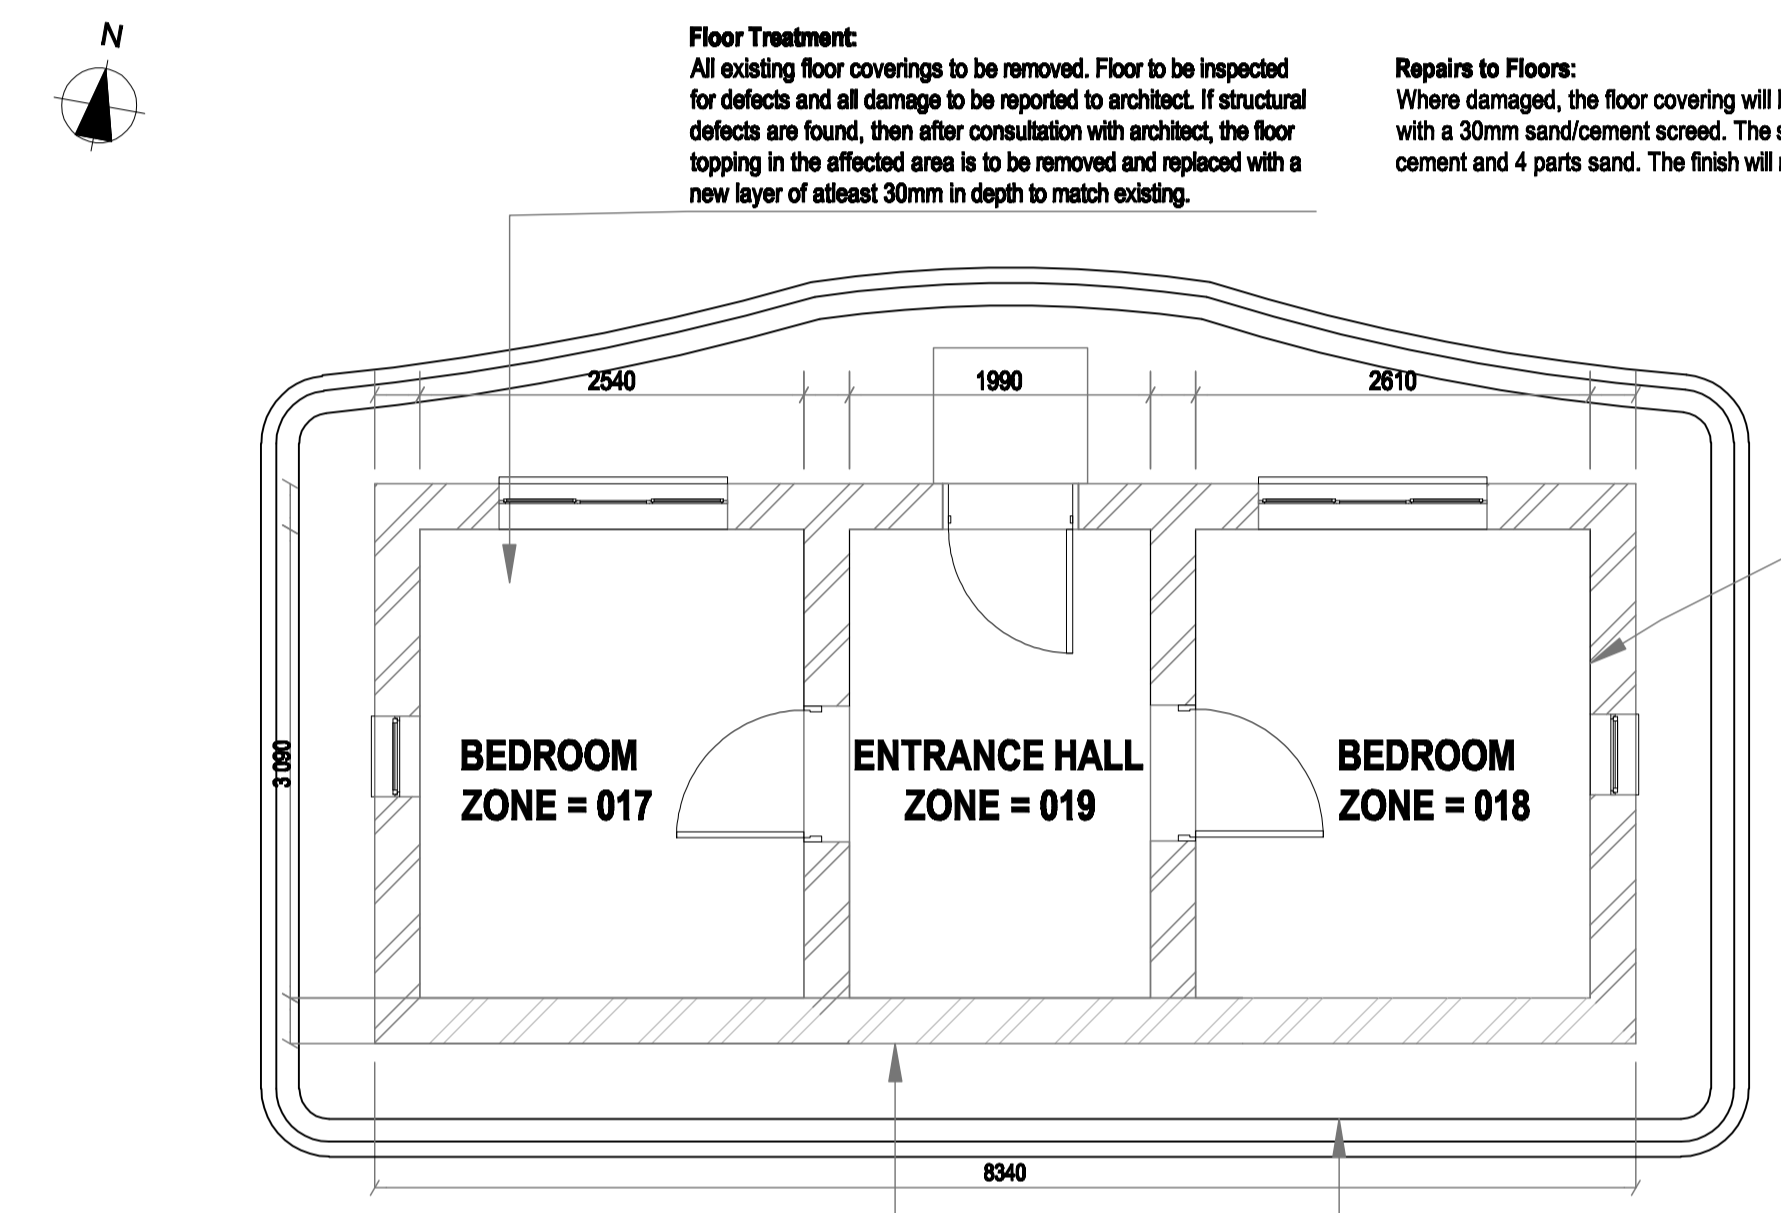 N
Floor Treatment:
All existing floor coverings to be removed. Floor to be inspected
for defects and all damage to be reported to architect. If structural
defects are found, then after consultation with architect, the floor
topping in the affected area is to be removed and replaced with a
new layer of atleast 30mm in depth to match existing.
Repairs to Floors:
Where damaged, the floor covering will
with a 30mm sand/cement screed. The
cement and 4 parts sand. The finish will
2540
1990
2610
3 090
BEDROOM
ZONE = 017
ENTRANCE HALL
ZONE = 019
BEDROOM
ZONE = 018
8340